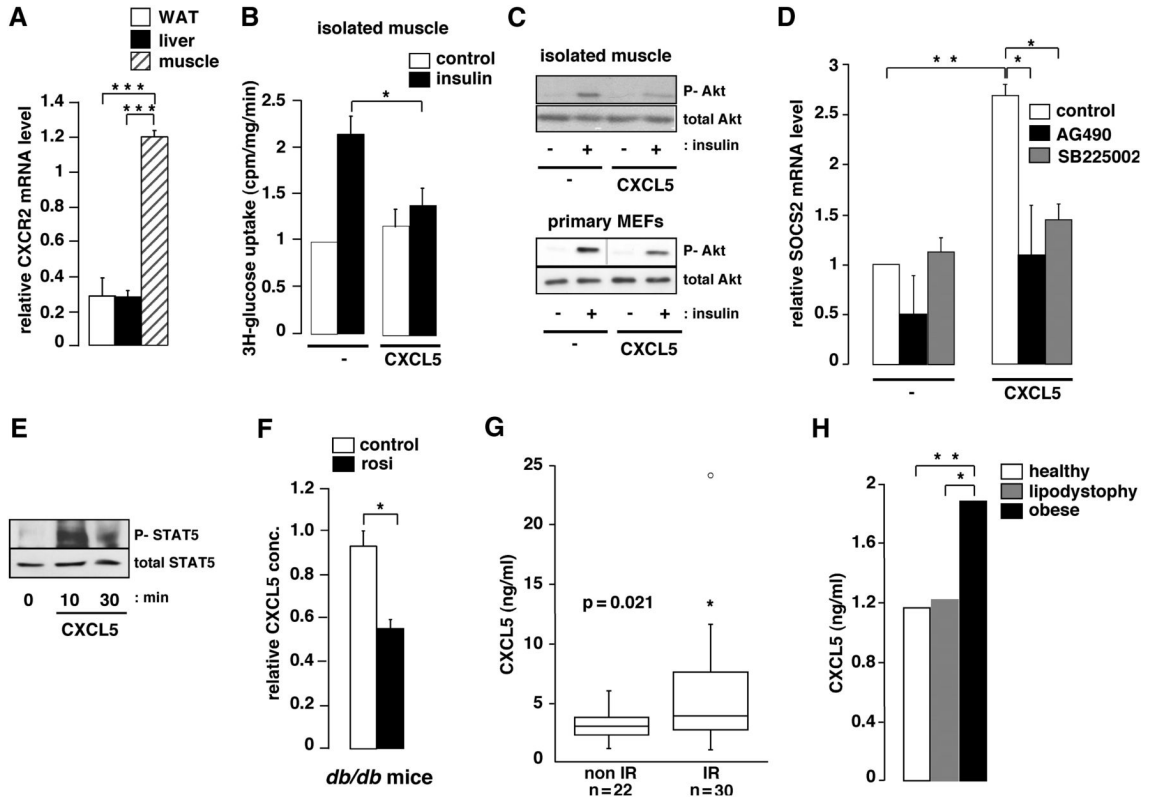 A
WAT
liver
muscle
* * *
* * *
relative CXCR2 mRNA level
1.4
1.2
1
0.8
0.6
0.4
0.2
0
B
isolated muscle
control
insulin
*
3H-glucose uptake (cpm/mg/min)
2.5
2
1.5
1
0.5
0
-
CXCL5
C
isolated muscle
P- Akt
total Akt
- + - + : insulin
- CXCL5
primary MEFs
P- Akt
total Akt
- + - + : insulin
- CXCL5
D
*
* * *
control
AG490
SB225002
relative SOCS2 mRNA level
3
2.5
2
1.5
1
0.5
0
-
CXCL5
E
P- STAT5
total STAT5
0 10 30 : min
CXCL5
F
control
rosi
*
relative CXCL5 conc.
1.2
1.0
0.8
0.6
0.4
0.2
0
db/db mice
G
CXCL5 (ng/ml)
25
20
15
10
5
0
p = 0.021
*
non IR
n=22
IR
n=30
H
healthy
lipodystophy
obese
* *
*
CXCL5 (ng/ml)
2
1.6
1.2
0.8
0.4
0